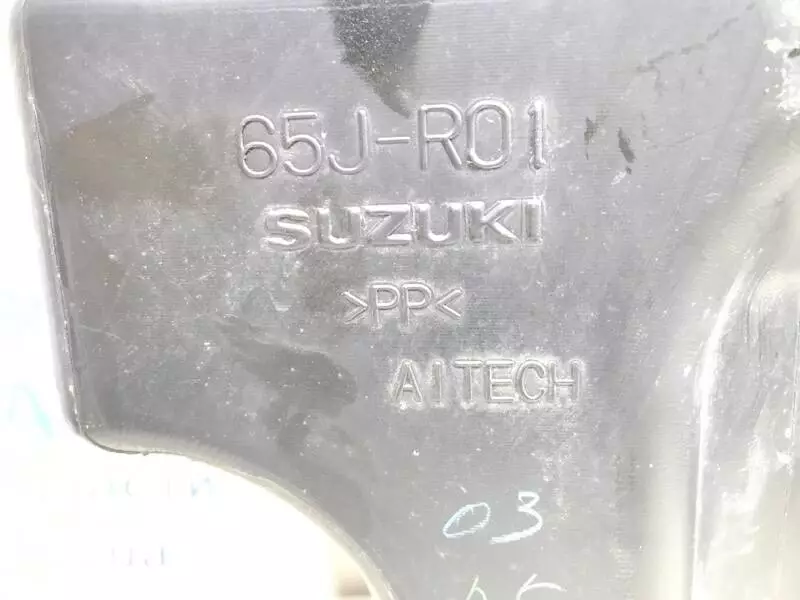 65J-R01
SUZUKI
>PP<
AITECH
03